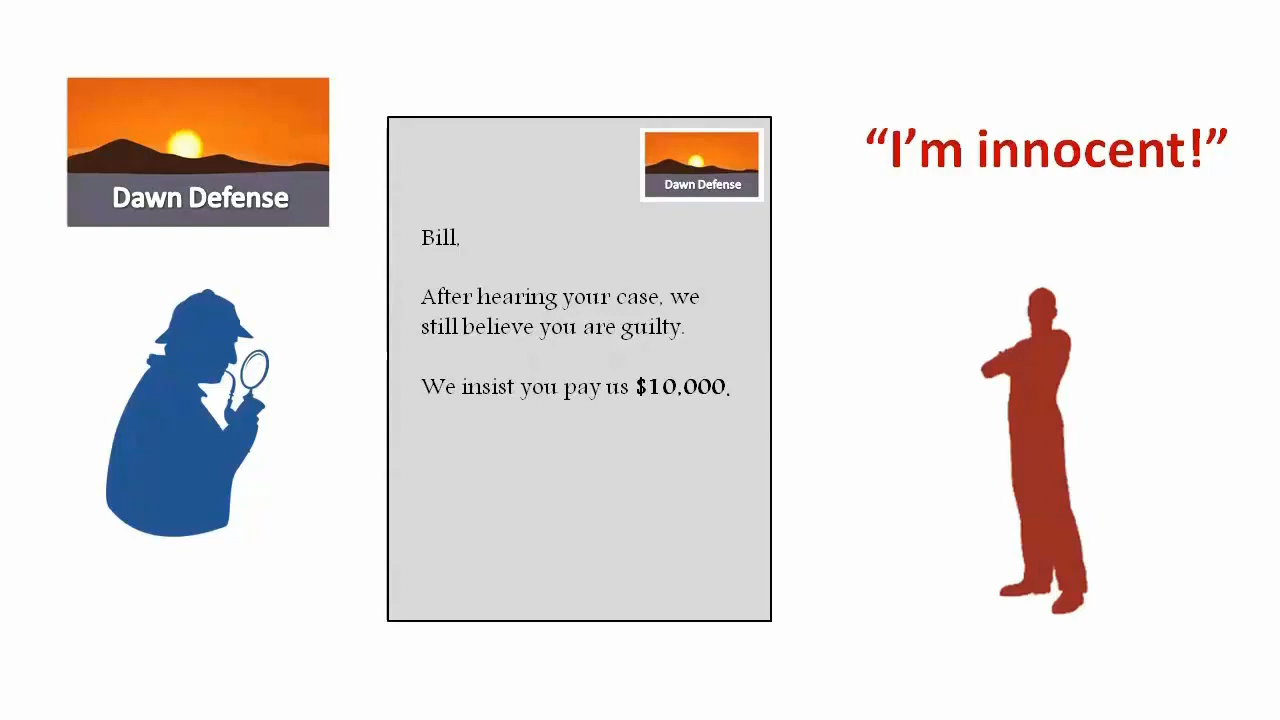 Dawn Defense
Dawn Defense
Bill,
After hearing your case, we
still believe you are guilty.
We insist you pay us $10,000.
“I’m innocent!”